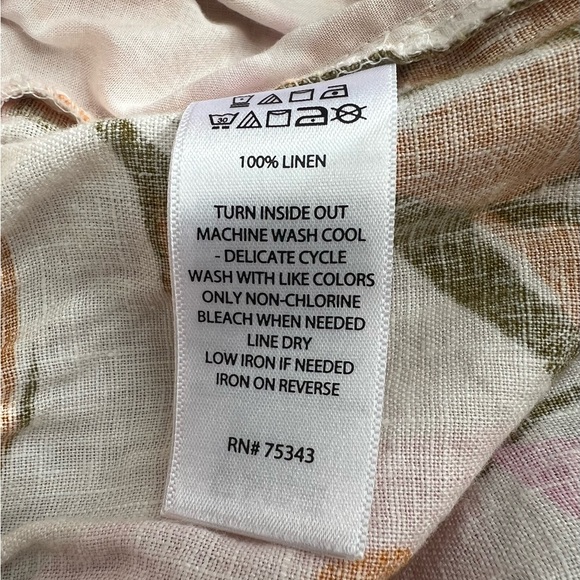 30
100% LINEN
TURN INSIDE OUT
MACHINE WASH COOL
- DELICATE CYCLE
WASH WITH LIKE COLORS
ONLY NON-CHLORINE
BLEACH WHEN NEEDED
LINE DRY
LOW IRON IF NEEDED
IRON ON REVERSE
RN# 75343